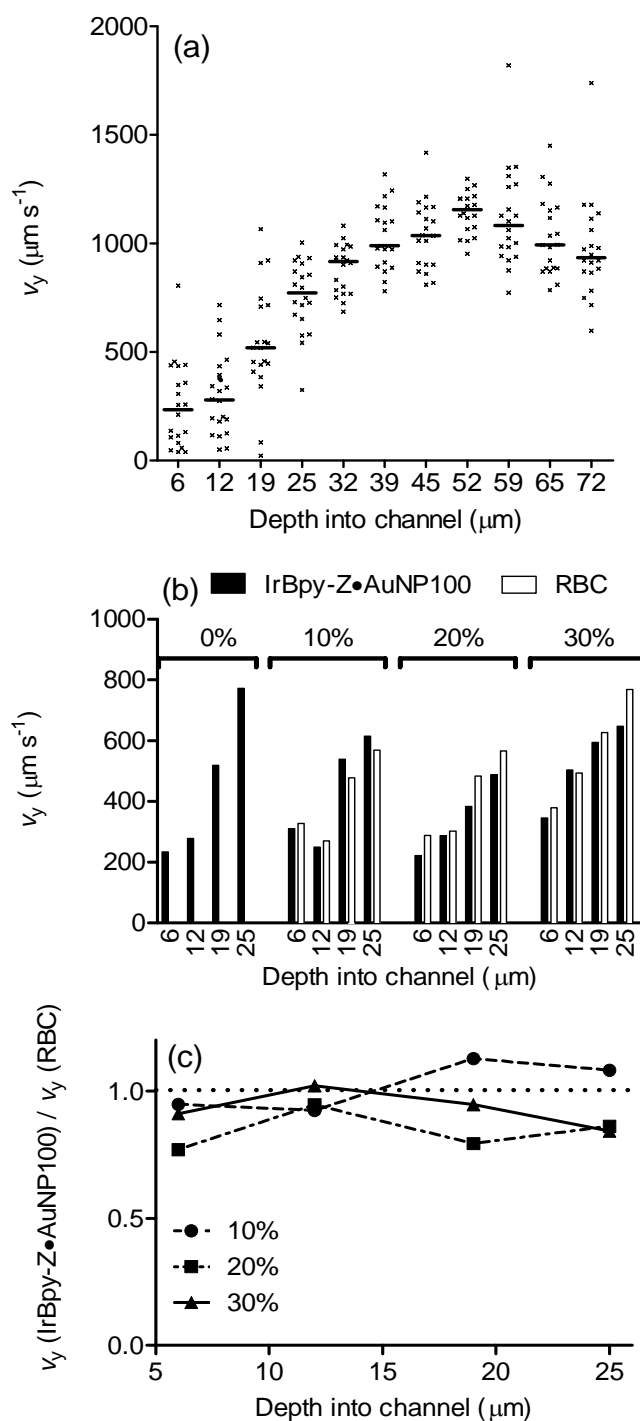 (a)
2000
1500
1000
500
0
v_y (μm s⁻¹)
6 12 19 25 32 39 45 52 59 65 72
Depth into channel (μm)
(b)
IrBpy-Z•AuNP100 RBC
1000
800
600
400
200
0
v_y (μm s⁻¹)
0% 10% 20% 30%
6 12 19 25 6 12 19 25 6 12 19 25 6 12 19 25
Depth into channel (μm)
(c)
v_y (IrBpy-Z•AuNP100) / v_y (RBC)
1.0
0.5
0.0
10%
20%
30%
5 10 15 20 25
Depth into channel (μm)